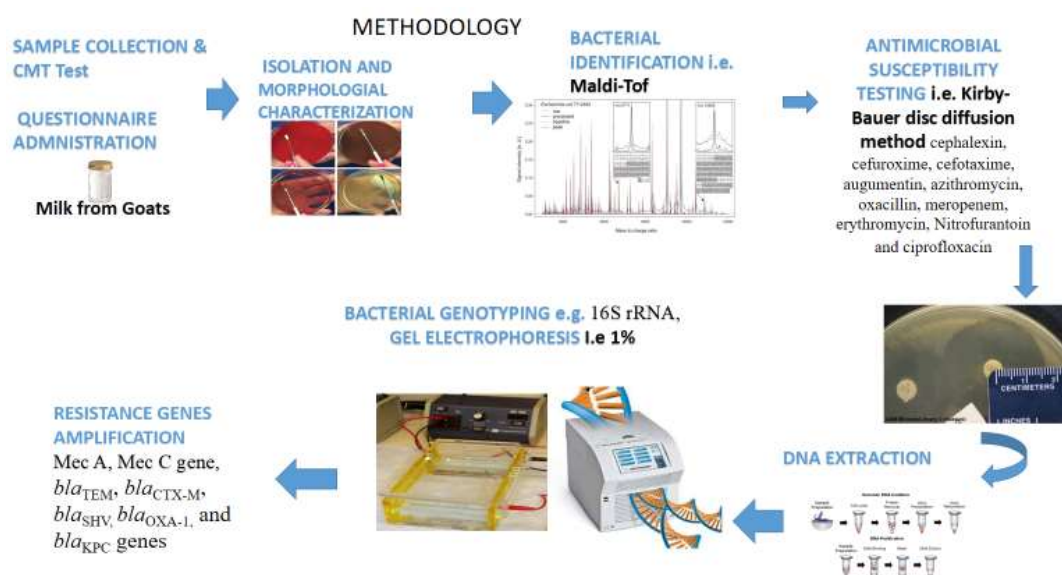 METHODOLOGY
SAMPLE COLLECTION &
CMT Test
QUESTIONNAIRE
ADMNISTRATION
Milk from Goats
ISOLATION AND
MORPHOLOGIAL
CHARACTERIZATION
BACTERIAL
IDENTIFICATION i.e.
Maldi-Tof
ANTIMICROBIAL
SUSCEPTIBILITY
TESTING i.e. Kirby-
Bauer disc diffusion
method cephalexin,
cefuroxime, cefotaxime,
augumentin, azithromycin,
oxacillin, meropenem,
erythromycin, Nitrofurantoin
and ciprofloxacin
CENTIMETERS
INCHES
DNA EXTRACTION
BACTERIAL GENOTYPING e.g. 16S rRNA,
GEL ELECTROPHORESIS I.e 1%
RESISTANCE GENES
AMPLIFICATION
Mec A, Mec C gene,
blaTEM, blaCTX-M,
blaSHV, blaOXA-1, and
blaKPC genes